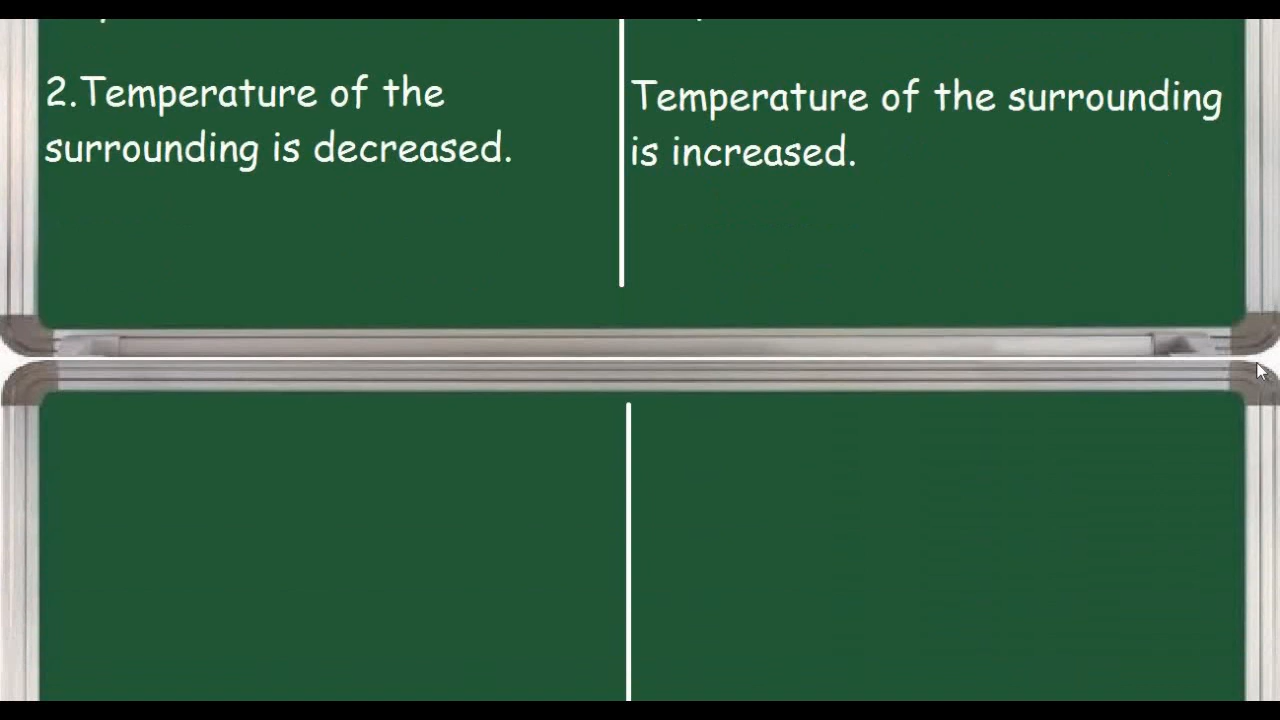 2.Temperature of the
surrounding is decreased.
Temperature of the surrounding
is increased.